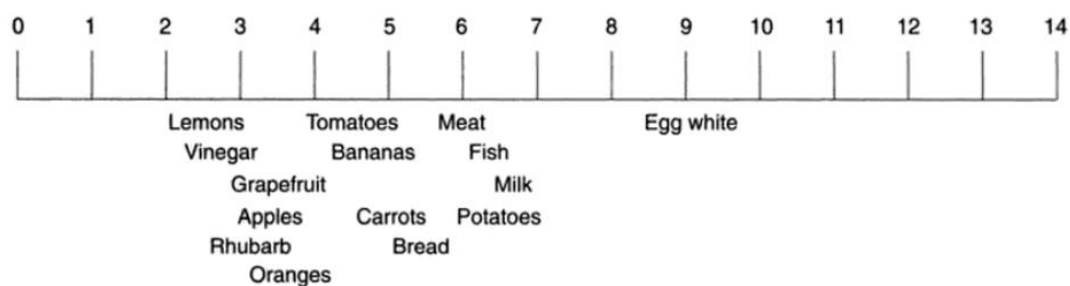 0 1 2 3 4 5 6 7 8 9 10 11 12 13 14
Lemons Tomatoes Meat Egg white
Vinegar Bananas Fish
Grapefruit Milk
Apples Carrots Potatoes
Rhubarb Bread
Oranges